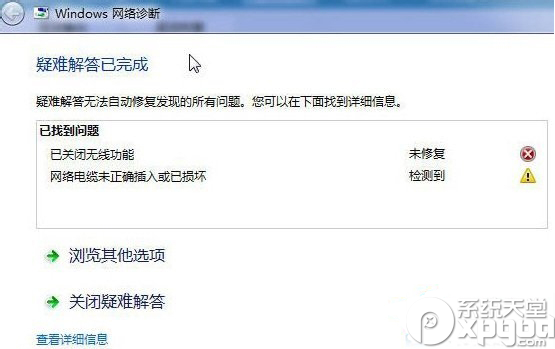 Windows 网络诊断
疑难解答已完成
疑难解答无法自动修复发现的所有问题。您可以在下面找到详细信息。
已找到问题
已关闭无线功能 未修复
网络电缆未正确插入或已损坏 检测到
浏览其他选项
关闭疑难解答
查看详细信息
系统天堂